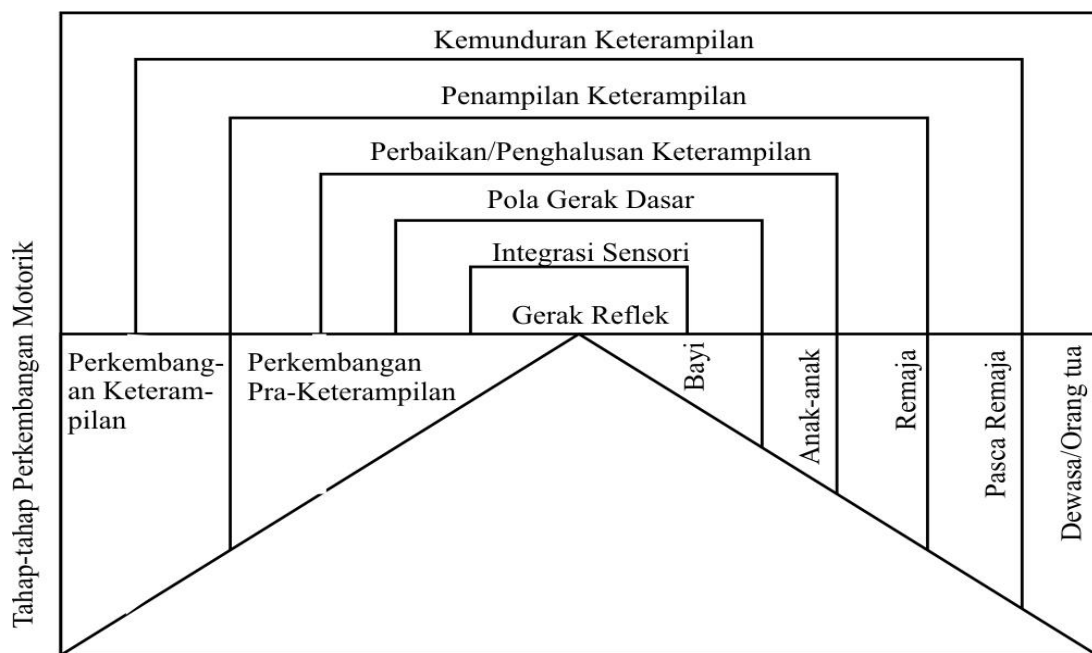 Kemunduran Keterampilan
Penampilan Keterampilan
Perbaikan/Penghalusan Keterampilan
Pola Gerak Dasar
Integrasi Sensori
Gerak Reflek
Tahap-tahap Perkembangan Motorik
Perkembang-
an Keteram-
pilan
Perkembangan
Pra-Keterampilan
Bayi
Anak-anak
Remaja
Pasca Remaja
Dewasa/Orang tua